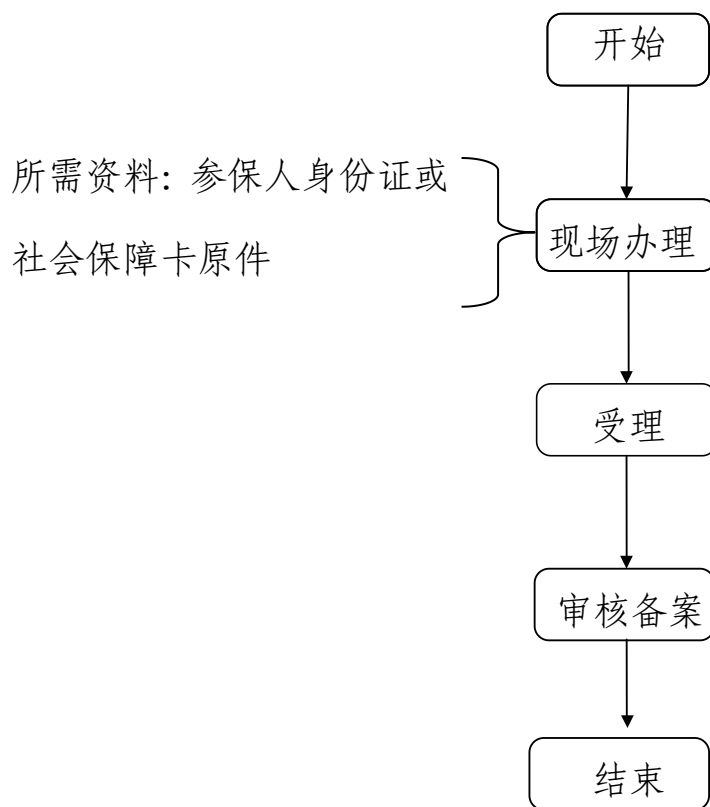 开始
所需资料：参保人身份证或
社会保障卡原件
现场办理
受理
审核备案
结束